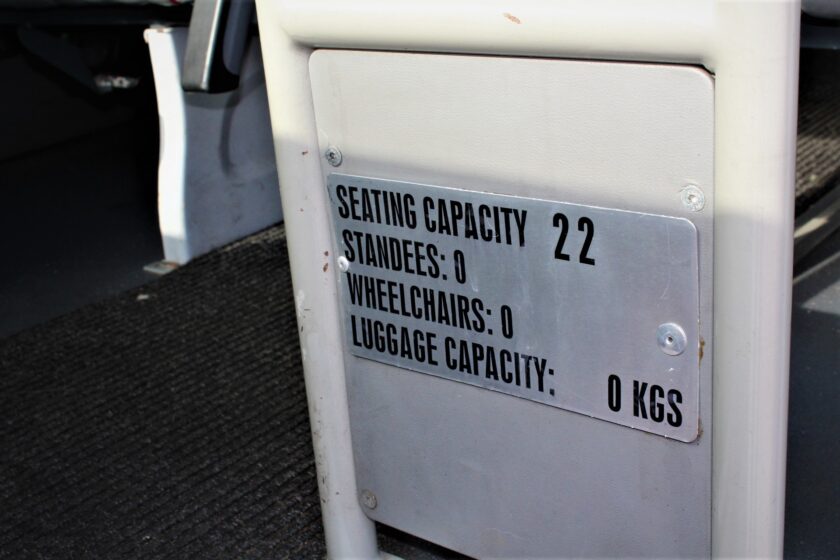 SEATING CAPACITY 22
STANDEES: 0
WHEELCHAIRS: 0
LUGGAGE CAPACITY: 0 KGS